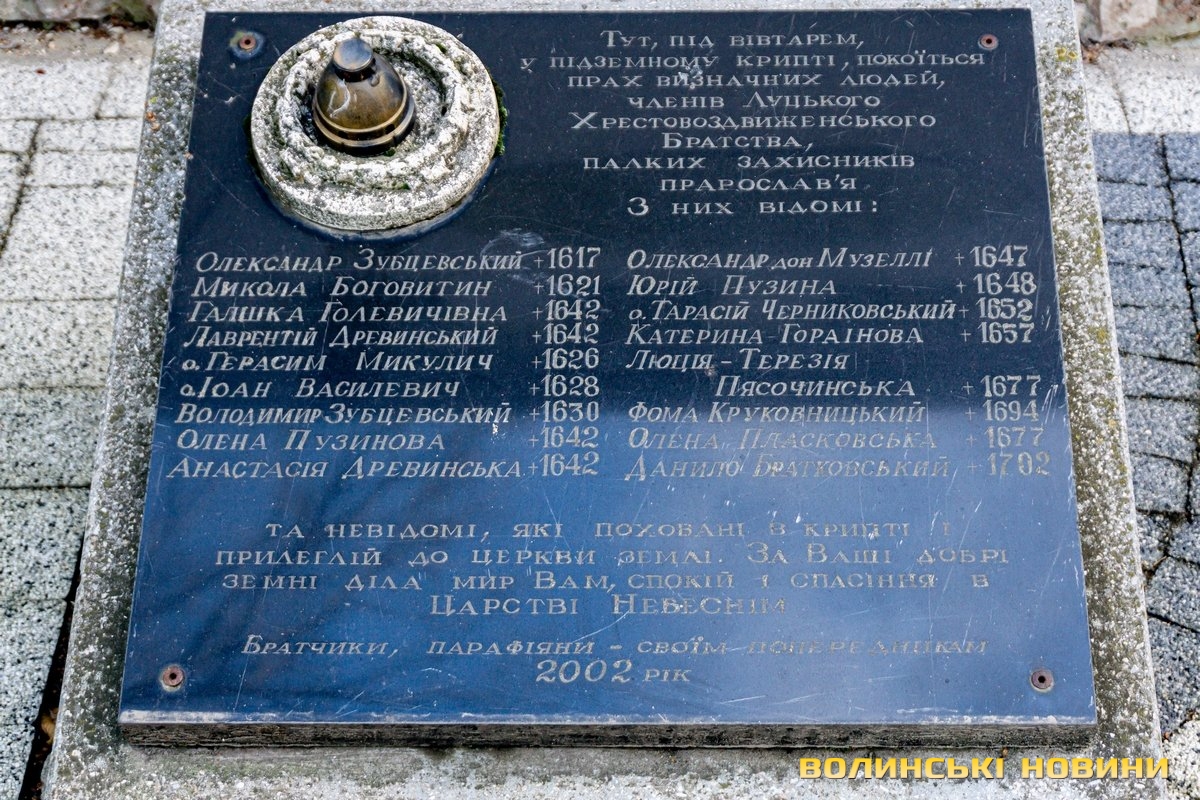 Тут, під вівтарем,
у підземному крипті, покоїться
прах визначних людей,
членів Луцького
Хрестовоздвиженського
Братства,
палких захисників
прарослав'я
З них відомі:
Олександр Зубцевський +1617
Микола Боговитин +1621
Галшка Голевичівна +1642
Лаврентій Древинський +1642
о.Герасим Микулич +1626
о.Іоан Василевич +1628
Володимир Зубцевський +1630
Олена Пузинова +1642
Анастасія Древинська +1642
Олександр дон Музеллі +1647
Юрій Пузина +1648
о.Тарасій Черниковський +1652
Катерина Гораінова +1657
Люція-Терезія
Пясочинська +1677
Фома Круковницький +1694
Олена Пласковська +1677
Данило Братковський +1702
та невідомі, які поховані в крипті і
прилеглій до церкви землі. За Ваші добрі
земні діла мир Вам, спокій і спасіння в
Царстві Небеснім
Братчики, парафіяни - своїм попередникам
2002 рік
ВОЛИНСЬКІ НОВИНИ